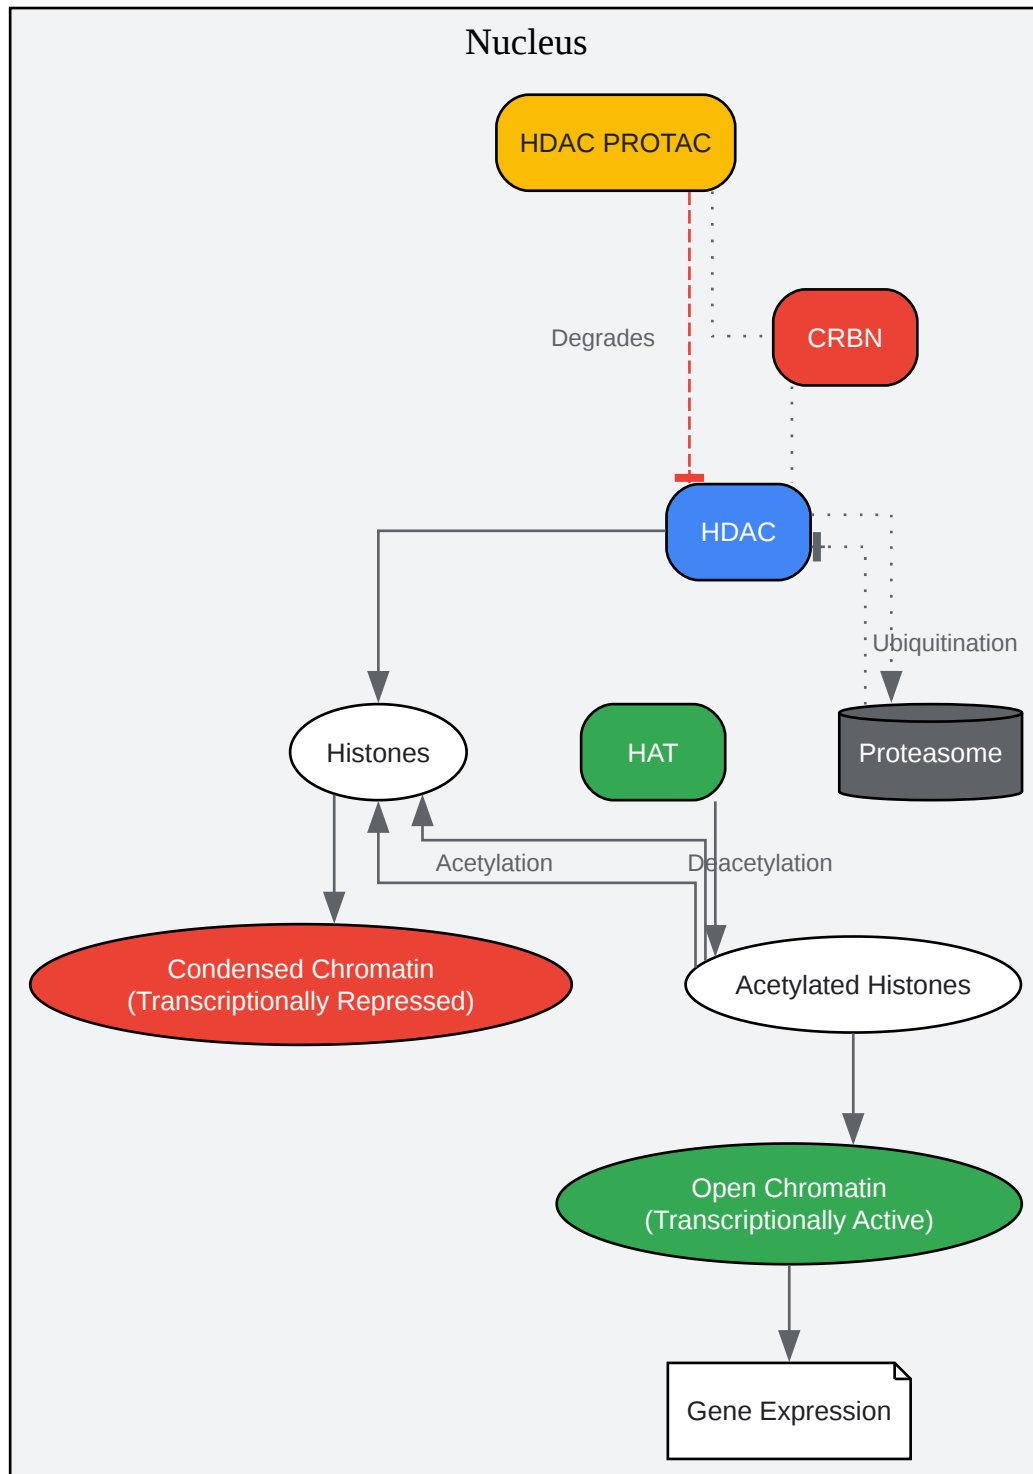 Nucleus
HDAC PROTAC
Degrades
CRBN
HDAC
Ubiquitination
Histones
HAT
Proteasome
Acetylation
Deacetylation
Condensed Chromatin
(Transcriptionally Repressed)
Acetylated Histones
Open Chromatin
(Transcriptionally Active)
Gene Expression